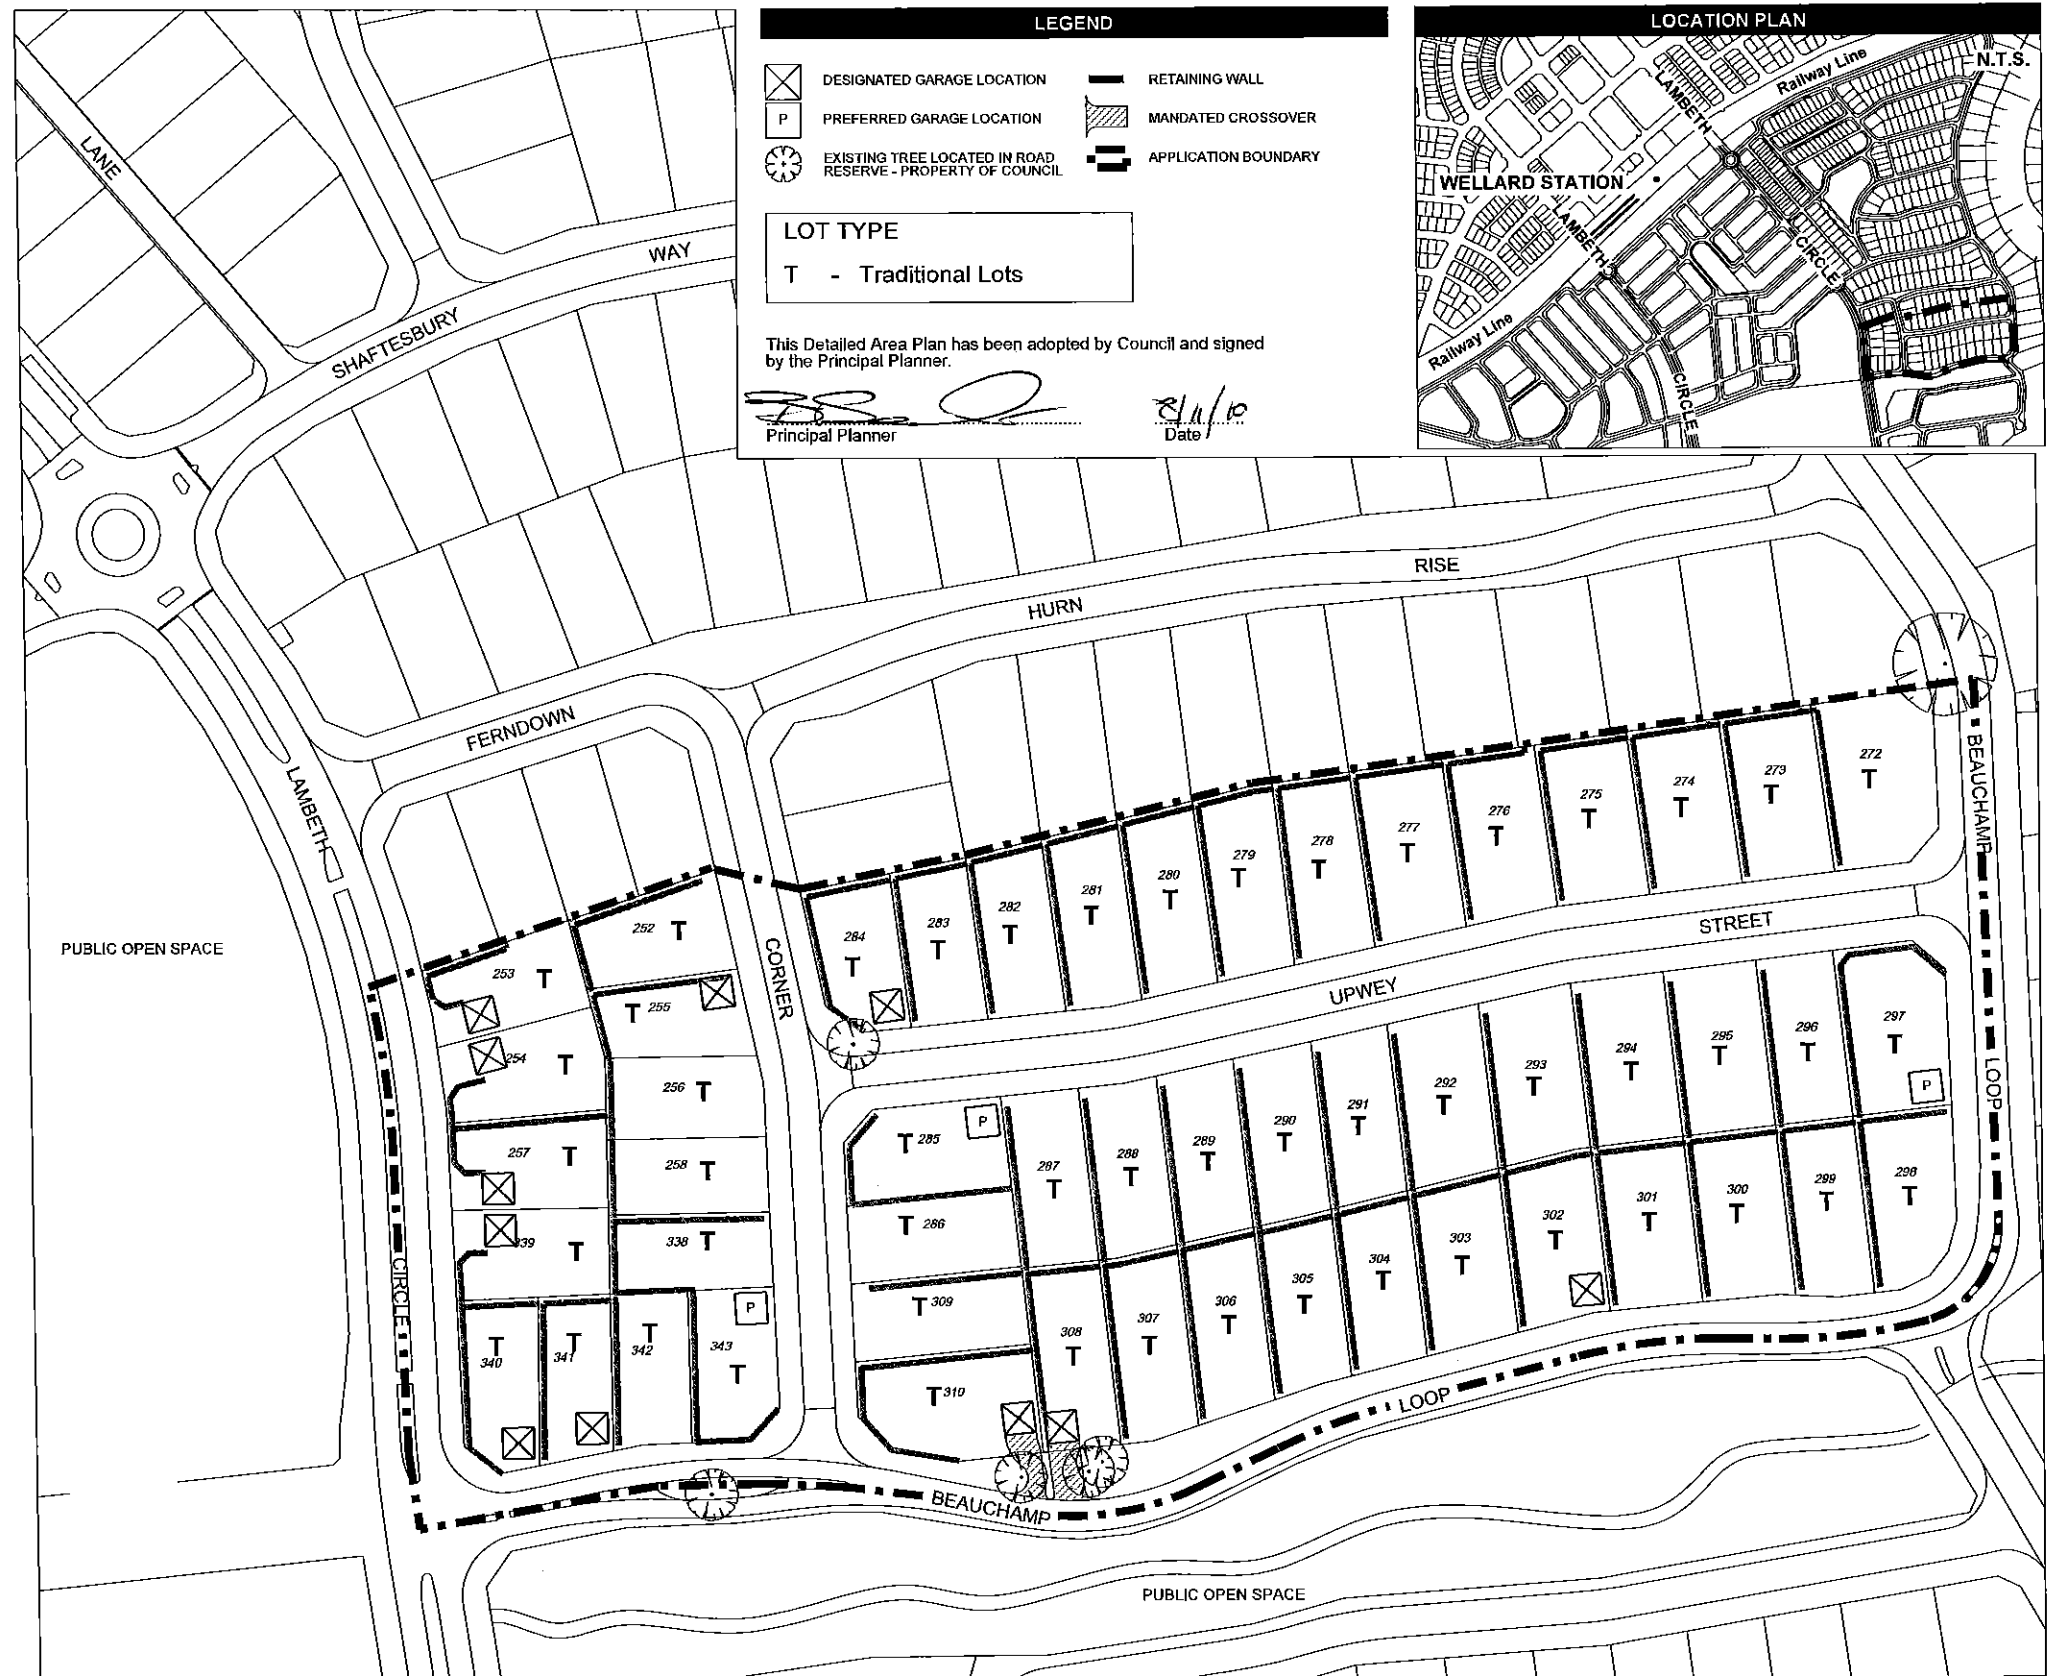 LEGEND
DESIGNATED GARAGE LOCATION
RETAINING WALL
P
PREFERRED GARAGE LOCATION
MANDATED CROSSOVER
EXISTING TREE LOCATED IN ROAD
RESERVE - PROPERTY OF COUNCIL
APPLICATION BOUNDARY
LOT TYPE
T - Traditional Lots
This Detailed Area Plan has been adopted by Council and signed
by the Principal Planner.
8/11/10
Principal Planner
Date
LOCATION PLAN
N.T.S.
Railway Line
LAMBETH
WELLARD STATION
LAMBETH
CIRCLE
Railway Line
CIRCLE
LANE
SHAFTESBURY
WAY
HURN
RISE
FERNDOWN
CORNER
LAMBETH
CIRCLE
PUBLIC OPEN SPACE
BEAUCHAMP
LOOP
UPWEY
STREET
272
T
273
T
274
T
275
T
276
T
277
T
278
T
279
T
280
T
281
T
282
T
283
T
284
T
252 T
253 T
254 T
T 255
256 T
257 T
258 T
339 T
338 T
T
340
T
341
T
342
343
T
P
T 285
P
T 286
287
T
288
T
289
T
290
T
291
T
292
T
293
T
294
T
295
T
296
T
297
T
P
298
T
299
T
300
T
301
T
302
T
303
T
304
T
305
T
306
T
307
T
308
T
T 309
T 310
BEAUCHAMP
LOOP
PUBLIC OPEN SPACE